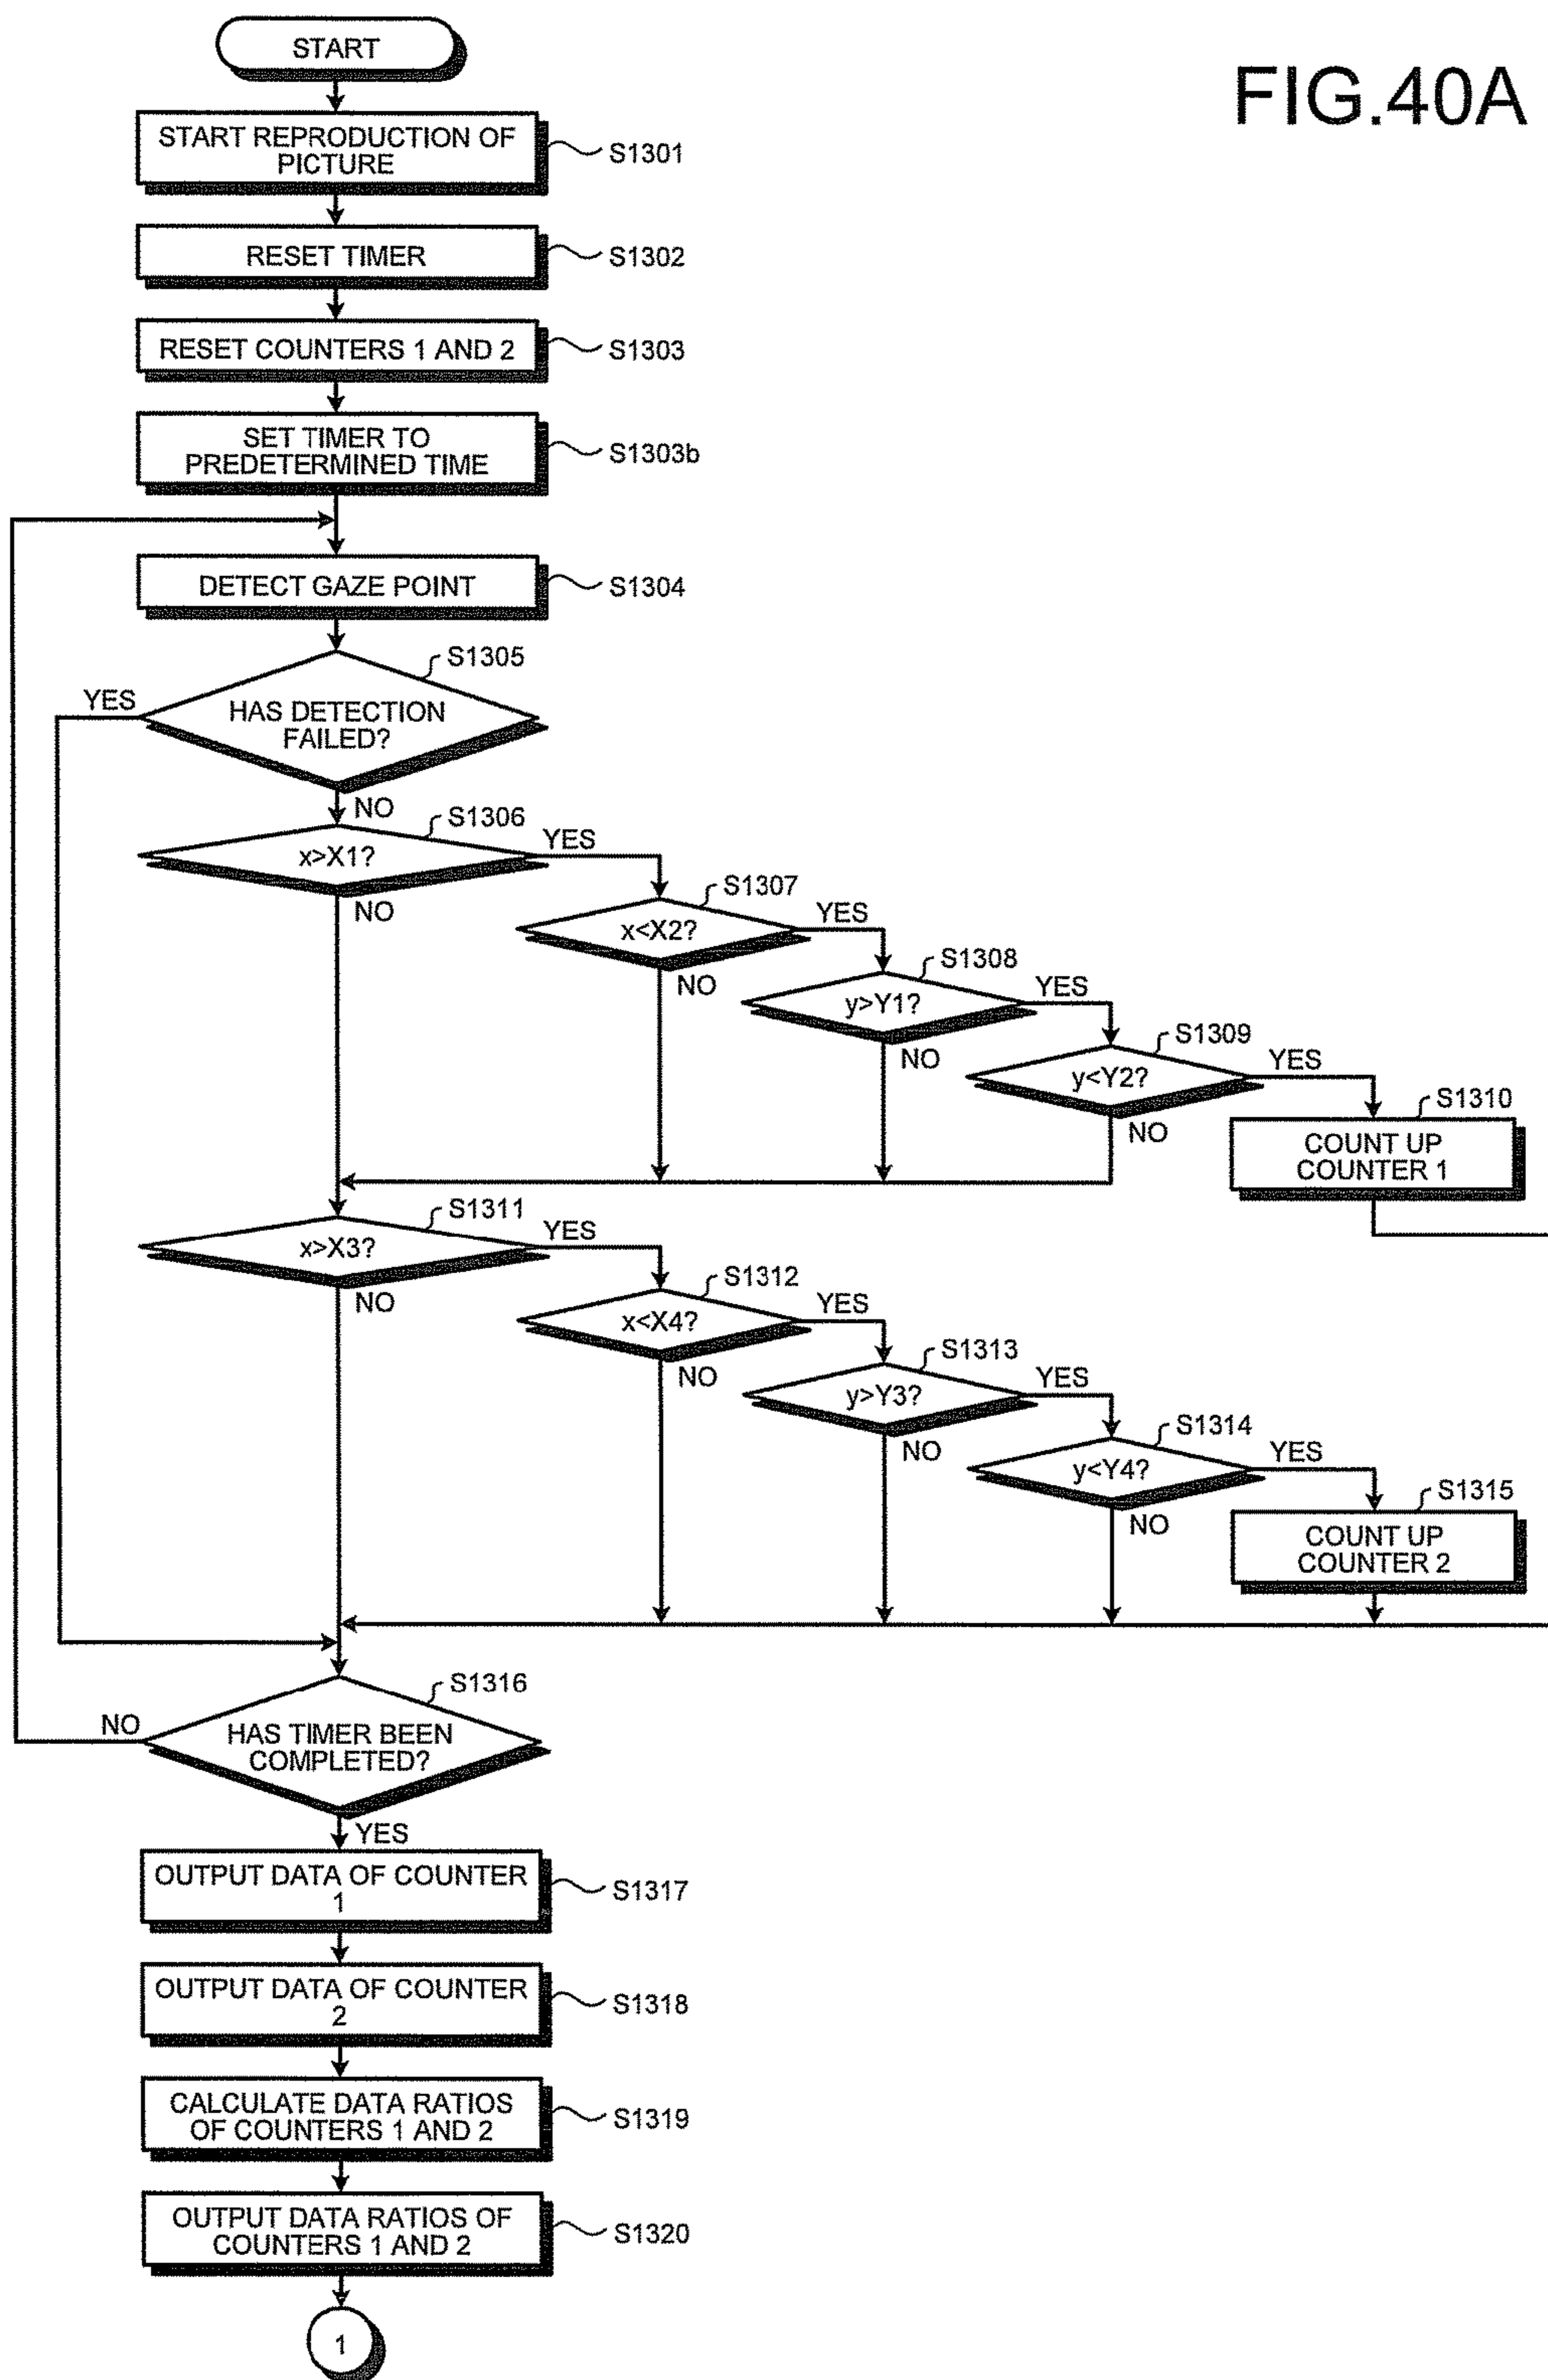 FIG.40A
START
START REPRODUCTION OF
PICTURE
S1301
RESET TIMER
S1302
RESET COUNTERS 1 AND 2
S1303
SET TIMER TO
PREDETERMINED TIME
S1303b
DETECT GAZE POINT
S1304
S1305
YES
HAS DETECTION
FAILED?
NO
S1306
x>X1?
YES
NO
S1307
x<X2?
YES
NO
S1308
y>Y1?
YES
NO
S1309
y<Y2?
YES
NO
S1310
COUNT UP
COUNTER 1
S1311
x>X3?
YES
NO
S1312
x<X4?
YES
NO
S1313
y>Y3?
YES
NO
S1314
y<Y4?
YES
NO
S1315
COUNT UP
COUNTER 2
S1316
NO
HAS TIMER BEEN
COMPLETED?
YES
OUTPUT DATA OF COUNTER
1
S1317
OUTPUT DATA OF COUNTER
2
S1318
CALCULATE DATA RATIOS
OF COUNTERS 1 AND 2
S1319
OUTPUT DATA RATIOS OF
COUNTERS 1 AND 2
S1320
1